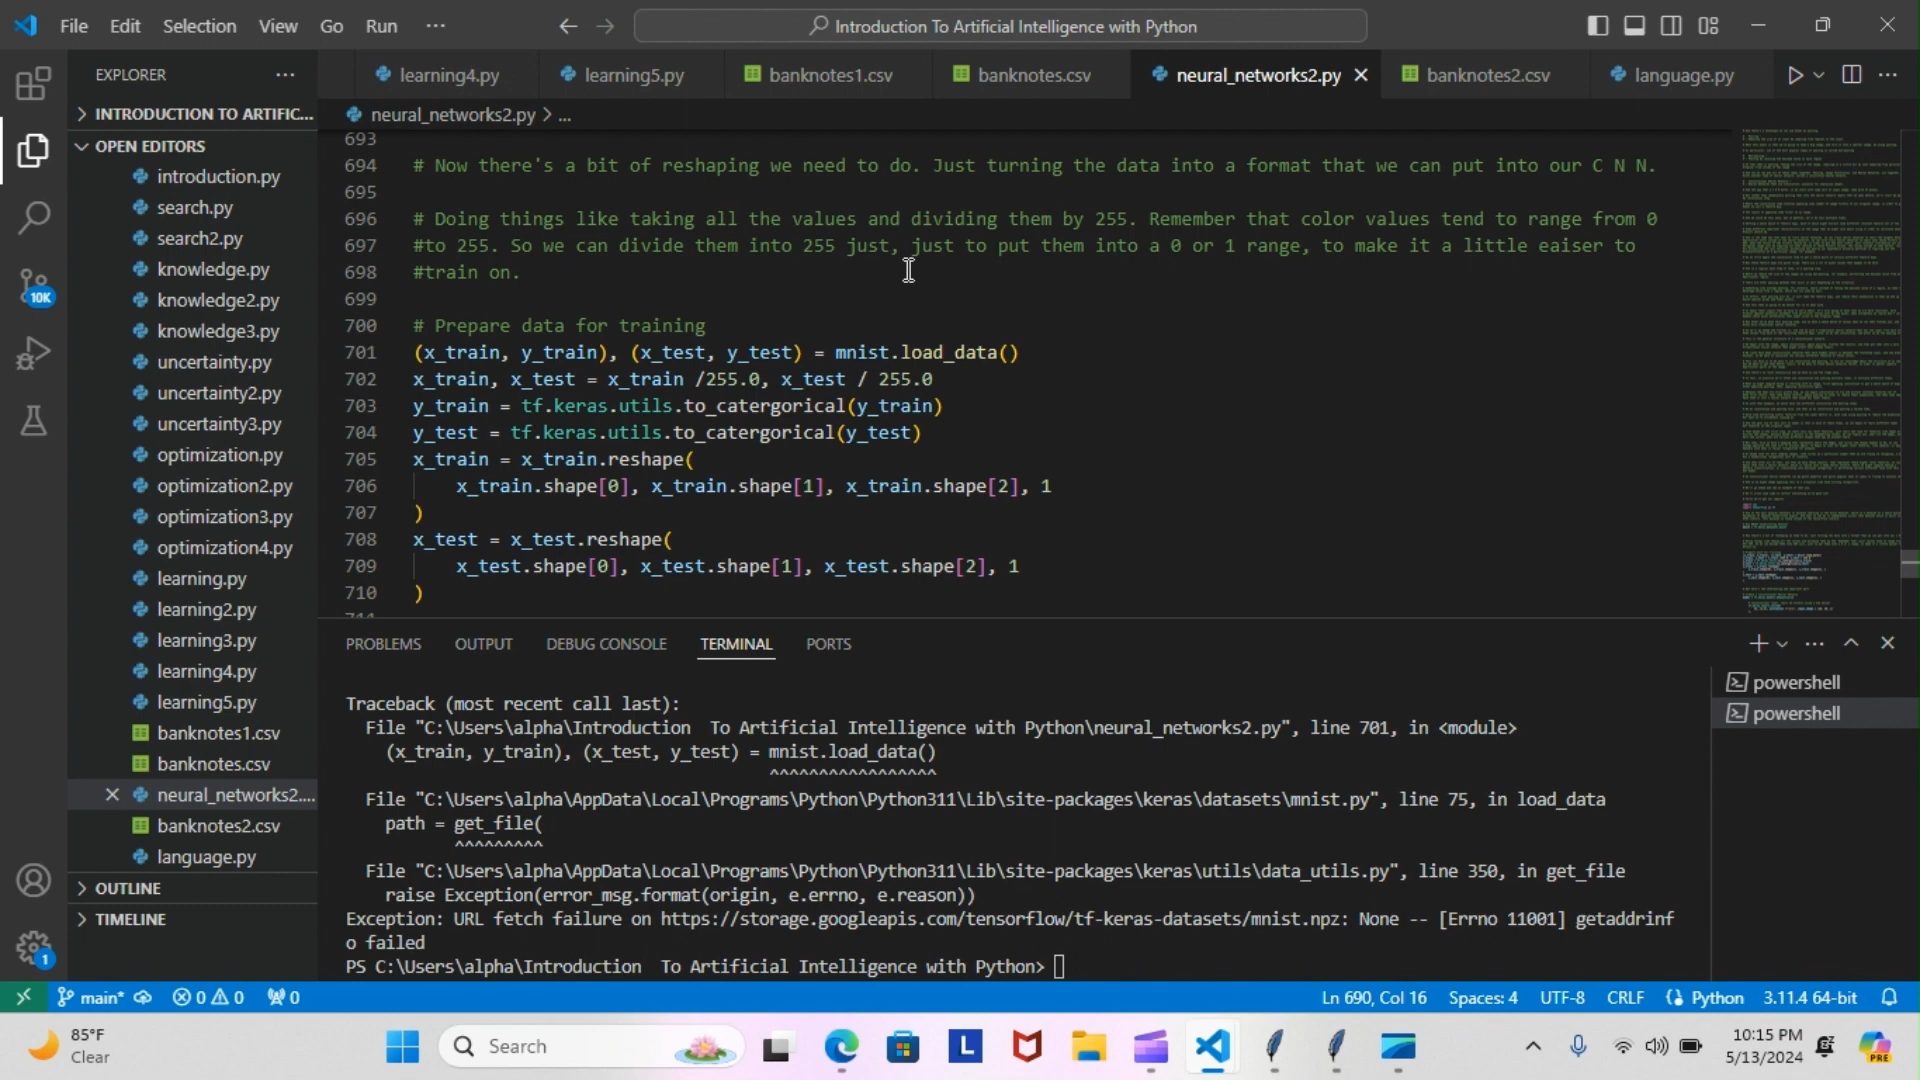 File Edit Selection View Go Run ···
Introduction To Artificial Intelligence with Python
EXPLORER
learning4.py learning5.py banknotes1.csv banknotes.csv neural_networks2.py banknotes2.csv language.py
INTRODUCTION TO ARTIFIC...
neural_networks2.py > ...
OPEN EDITORS
introduction.py
search.py
search2.py
knowledge.py
knowledge2.py
knowledge3.py
uncertainty.py
uncertainty2.py
uncertainty3.py
optimization.py
optimization2.py
optimization3.py
optimization4.py
learning.py
learning2.py
learning3.py
learning4.py
learning5.py
banknotes1.csv
banknotes.csv
neural_networks2....
banknotes2.csv
language.py
OUTLINE
TIMELINE
10K
1
693
694 # Now there's a bit of reshaping we need to do. Just turning the data into a format that we can put into our C N N.
695
696 # Doing things like taking all the values and dividing them by 255. Remember that color values tend to range from 0
697 #to 255. So we can divide them into 255 just, just to put them into a 0 or 1 range, to make it a little eaiser to
698 #train on.
699
700 # Prepare data for training
701 (x_train, y_train), (x_test, y_test) = mnist.load_data()
702 x_train, x_test = x_train /255.0, x_test / 255.0
703 y_train = tf.keras.utils.to_catergorical(y_train)
704 y_test = tf.keras.utils.to_catergorical(y_test)
705 x_train = x_train.reshape(
706 x_train.shape[0], x_train.shape[1], x_train.shape[2], 1
707 )
708 x_test = x_test.reshape(
709 x_test.shape[0], x_test.shape[1], x_test.shape[2], 1
710 )
711
PROBLEMS OUTPUT DEBUG CONSOLE TERMINAL PORTS
powershell
powershell
Traceback (most recent call last):
File "C:\Users\alpha\Introduction  To Artificial Intelligence with Python\neural_networks2.py", line 701, in <module>
(x_train, y_train), (x_test, y_test) = mnist.load_data()
^^^^^^^^^^^^^^^^^
File "C:\Users\alpha\AppData\Local\Programs\Python\Python311\Lib\site-packages\keras\datasets\mnist.py", line 75, in load_data
path = get_file(
^^^^^^^^^
File "C:\Users\alpha\AppData\Local\Programs\Python\Python311\Lib\site-packages\keras\utils\data_utils.py", line 350, in get_file
raise Exception(error_msg.format(origin, e.errno, e.reason))
Exception: URL fetch failure on https://storage.googleapis.com/tensorflow/tf-keras-datasets/mnist.npz: None -- [Errno 11001] getaddrinf
o failed
PS C:\Users\alpha\Introduction  To Artificial Intelligence with Python>
main* 0 0 0 Ln 690, Col 16 Spaces: 4 UTF-8 CRLF Python 3.11.4 64-bit
85°F
Clear
Search
L
10:15 PM
5/13/2024
PRE